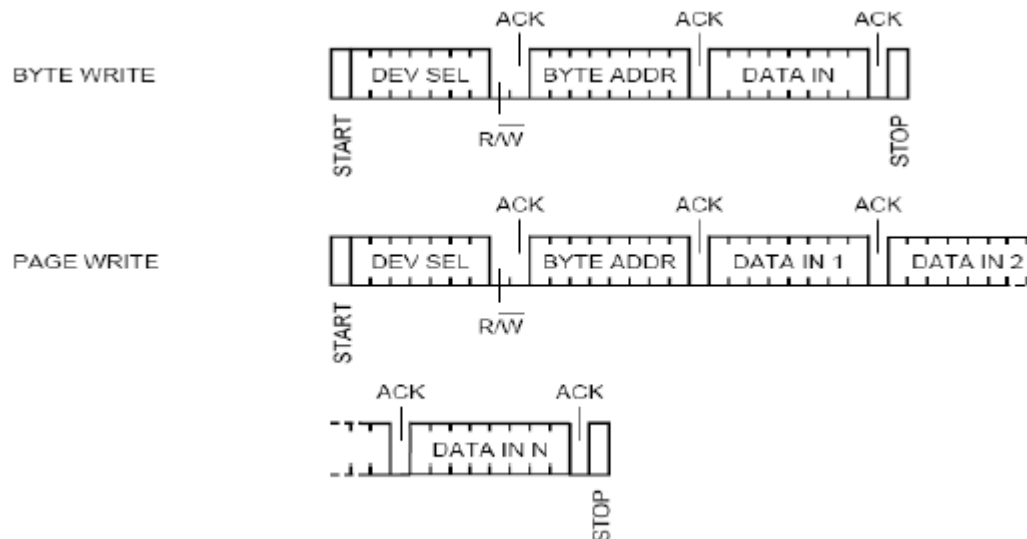 ACK ACK ACK
BYTE WRITE DEV SEL BYTE ADDR DATA IN
START R/W̅ STOP
ACK ACK ACK
PAGE WRITE DEV SEL BYTE ADDR DATA IN 1 DATA IN 2
START R/W̅
ACK ACK
DATA IN N
STOP